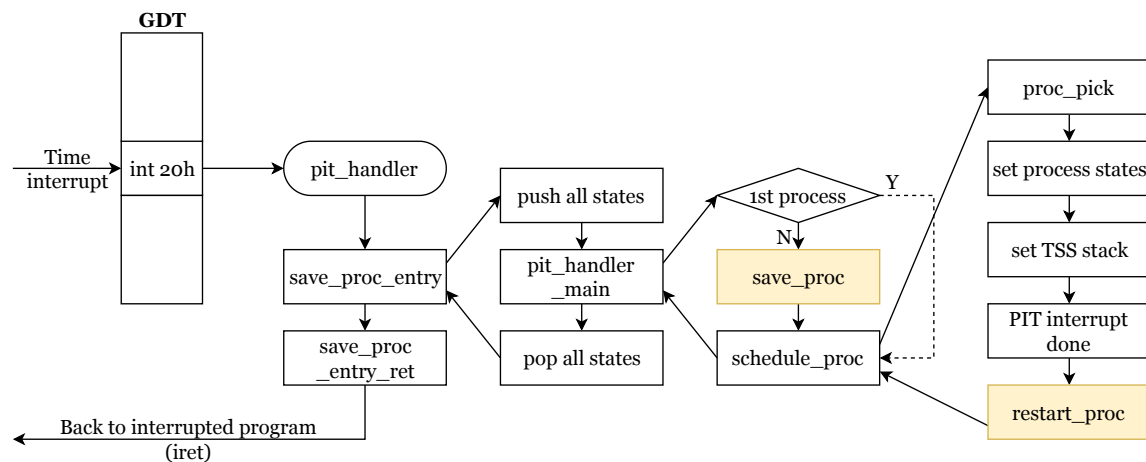 GDT
Time
interrupt
int 20h
pit_handler
save_proc_entry
save_proc
_entry_ret
Back to interrupted program
(iret)
push all states
pit_handler
_main
pop all states
1st process
Y
N
save_proc
schedule_proc
proc_pick
set process states
set TSS stack
PIT interrupt
done
restart_proc